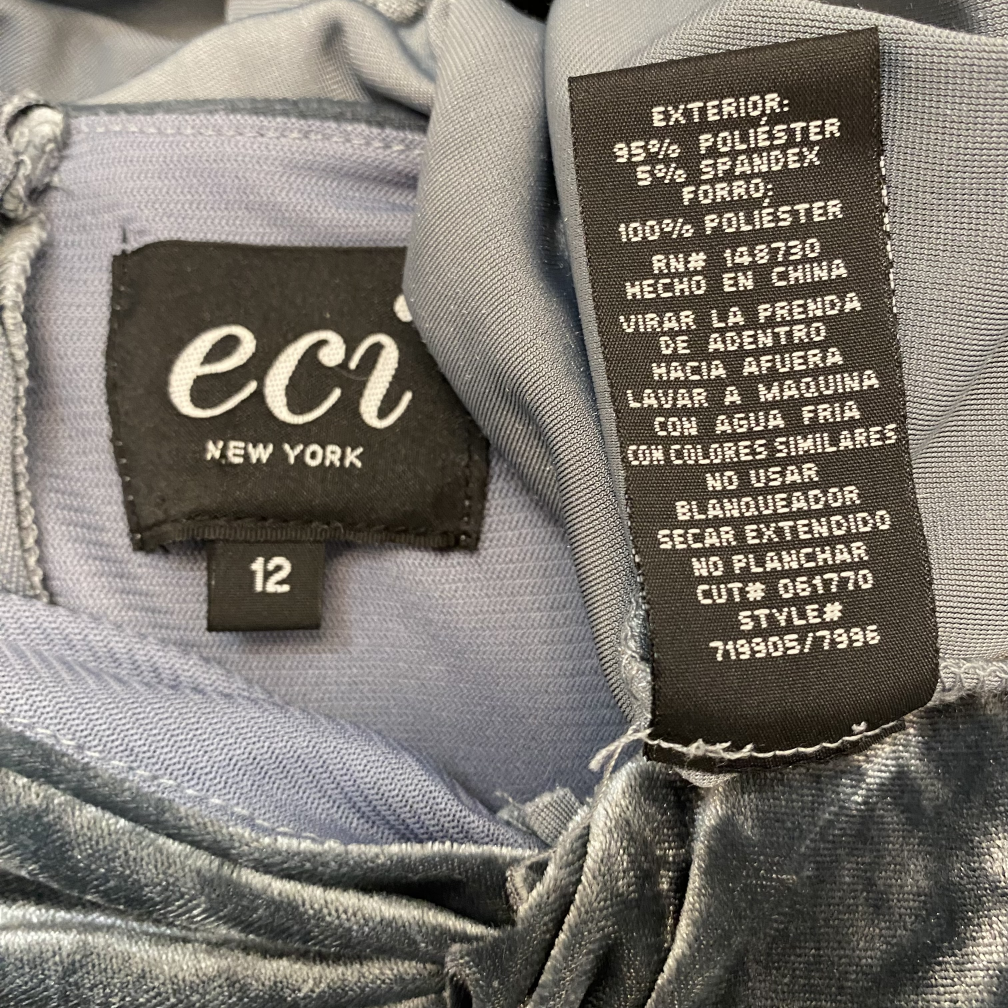 eci
NEW YORK
12
EXTERIOR:
95% POLIÉSTER
5% SPANDEX
FORRO:
100% POLIÉSTER
RN# 148730
HECHO EN CHINA
VIRAR LA PRENDA
DE ADENTRO
HACIA AFUERA
LAVAR A MAQUINA
CON AGUA FRIA
CON COLORES SIMILARES
NO USAR
BLANQUEADOR
SECAR EXTENDIDO
NO PLANCHAR
CUT# 061770
STYLE#
719905/7996